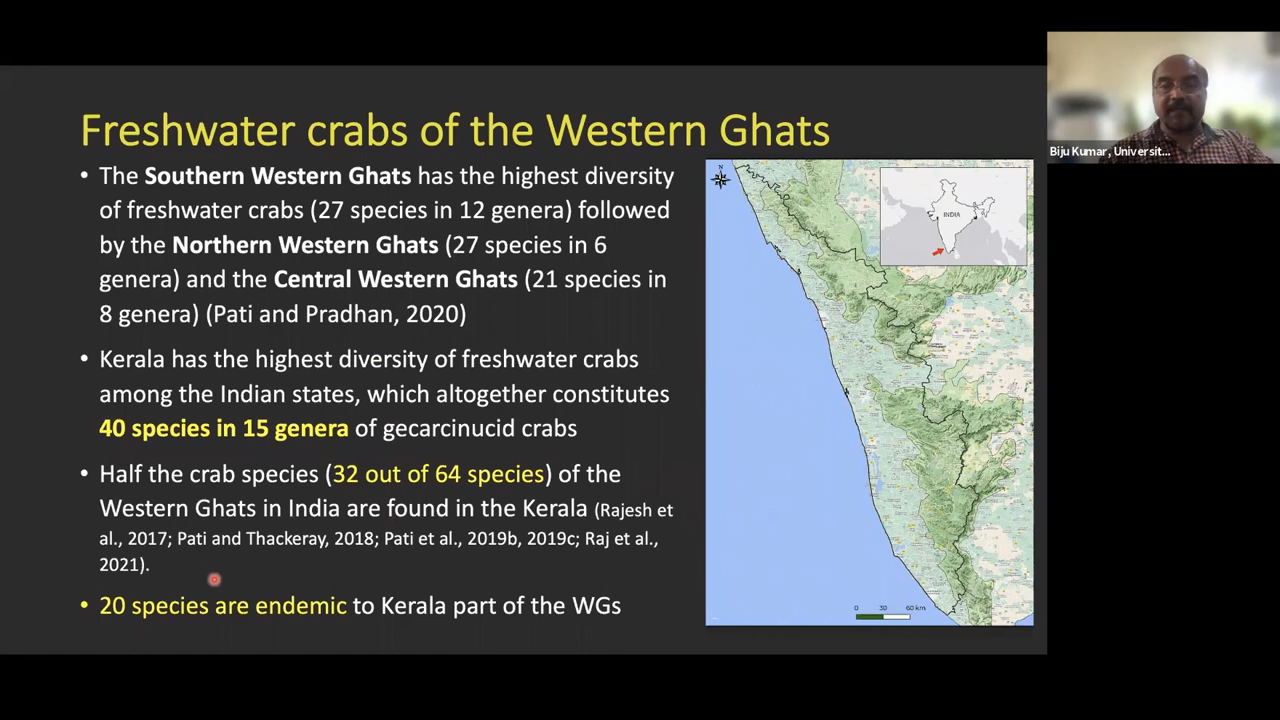 Freshwater crabs of the Western Ghats
• The Southern Western Ghats has the highest diversity
of freshwater crabs (27 species in 12 genera) followed
by the Northern Western Ghats (27 species in 6
genera) and the Central Western Ghats (21 species in
8 genera) (Pati and Pradhan, 2020)
• Kerala has the highest diversity of freshwater crabs
among the Indian states, which altogether constitutes
40 species in 15 genera of gecarcinucid crabs
• Half the crab species (32 out of 64 species) of the
Western Ghats in India are found in the Kerala (Rajesh et
al., 2017; Pati and Thackeray, 2018; Pati et al., 2019b, 2019c; Raj et al.,
2021).
• 20 species are endemic to Kerala part of the WGs
N
INDIA
0 30 60 km
Biju Kumar, Universit...